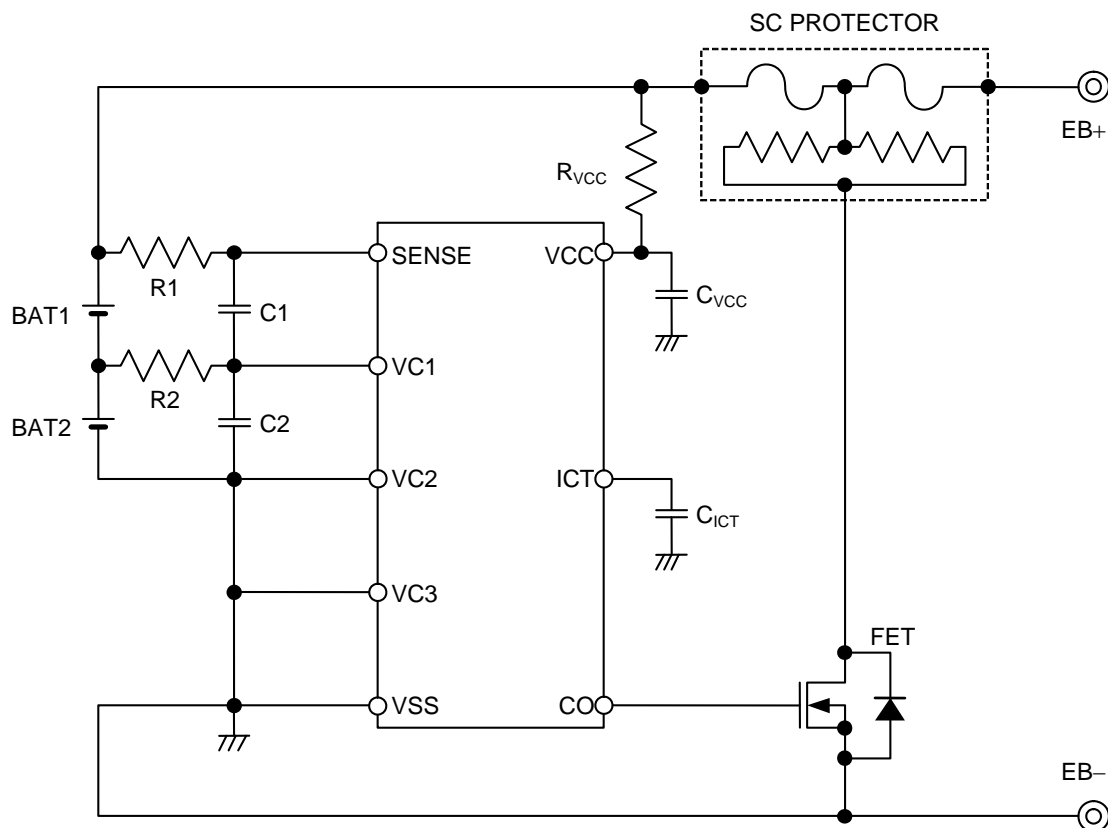 SC PROTECTOR
EB+
RVCC
SENSE
VCC
R1
CVCC
BAT1
C1
VC1
R2
BAT2
C2
VC2
ICT
CICT
VC3
FET
VSS
CO
EB−